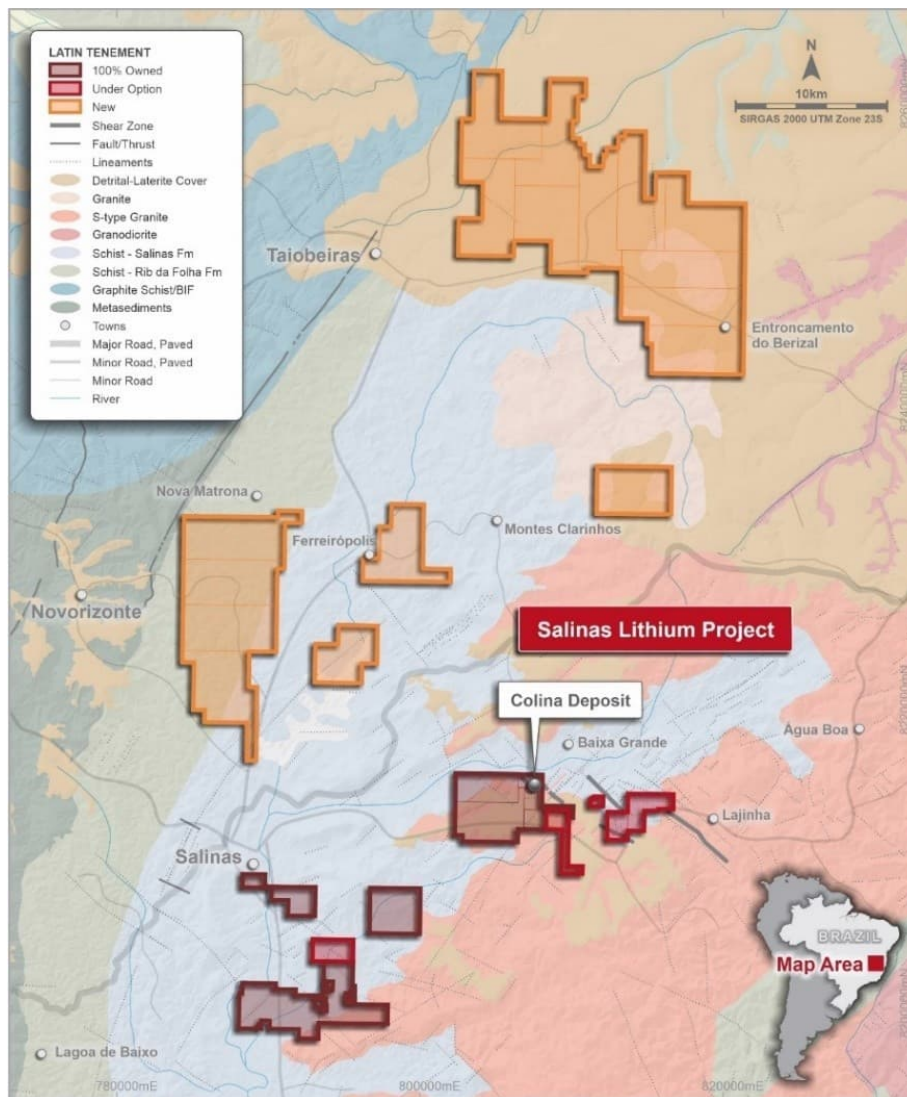 LATIN TENEMENT
100% Owned
Under Option
New
Shear Zone
Fault/Thrust
Lineaments
Detrital-Laterite Cover
Granite
S-type Granite
Granodiorite
Schist - Salinas Fm
Schist - Rib da Folha Fm
Graphite Schist/BIF
Metasediments
Towns
Major Road, Paved
Minor Road, Paved
Minor Road
River
N
10km
SIRGAS 2000 UTM Zone 23S
Taiobeiras
Entroncamento
do Berizal
8240000mN
Nova Matrona
Ferreirópolis
Montes Clarinhos
Novorizonte
Salinas Lithium Project
Colina Deposit
Baixa Grande
Água Boa
8220000mN
Lajinha
Salinas
BRAZIL
Map Area
Lagoa de Baixo
780000mE
800000mE
820000mE